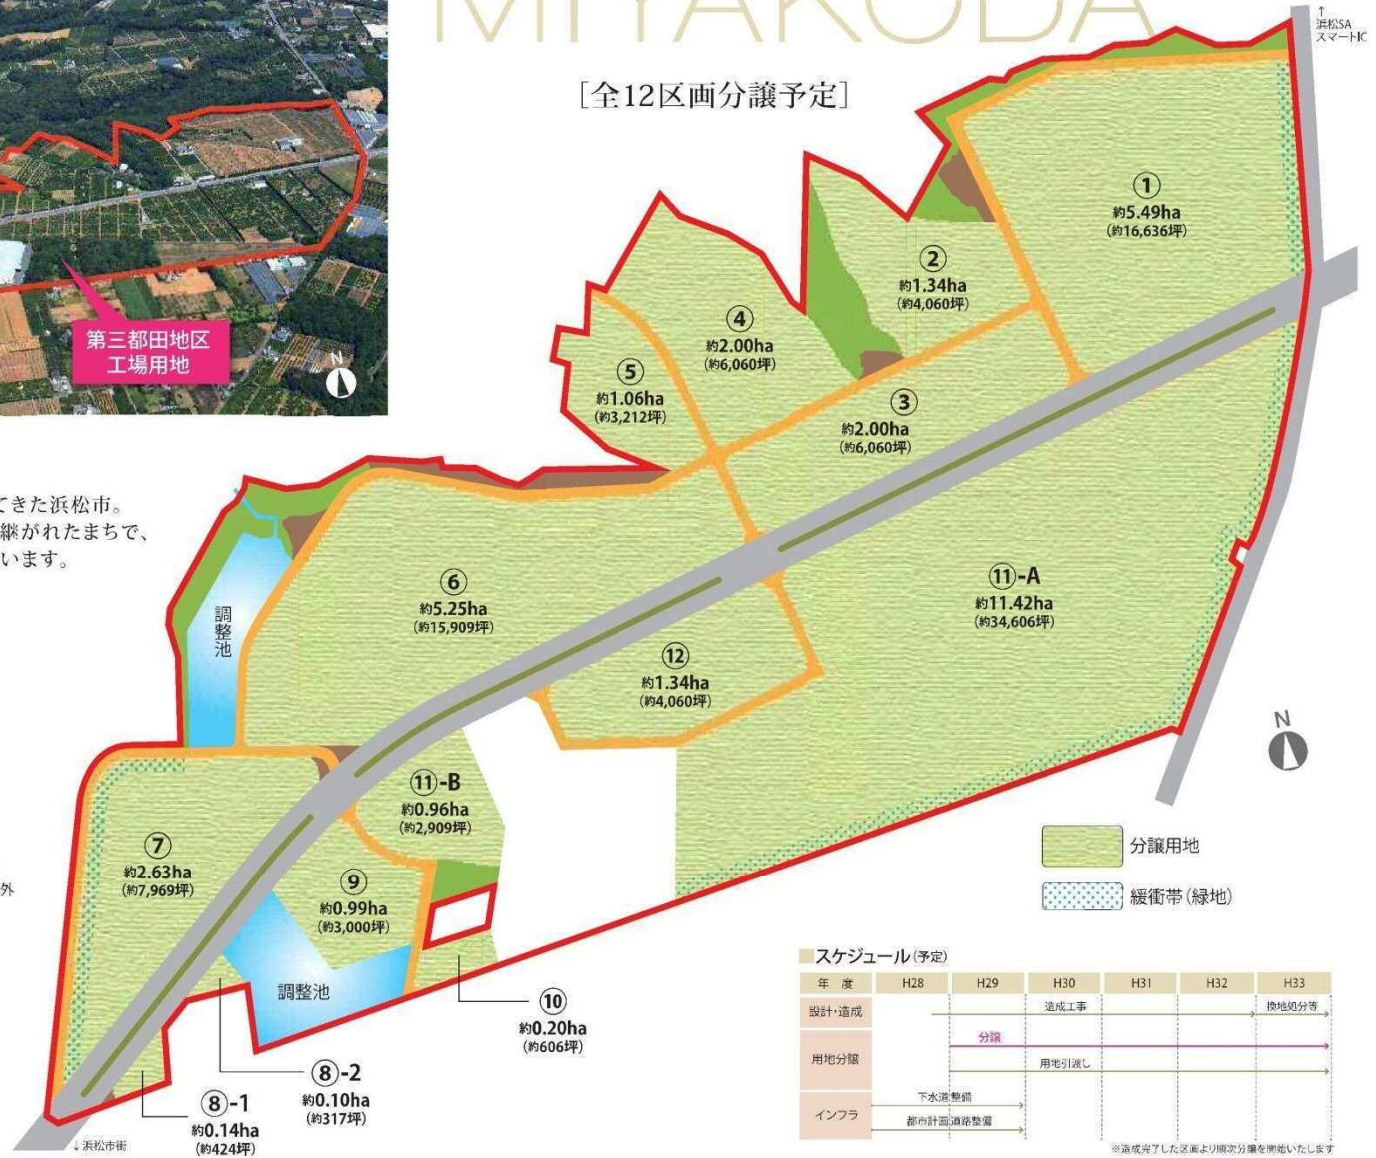 MIYAKODA
[全12区画分譲予定]
↑
浜松SA
スマートIC
第三都田地区
工場用地
N
てきた浜松市。
継がれたまちで、
います。
外
①
約5.49ha
(約16,636坪)
②
約1.34ha
(約4,060坪)
③
約2.00ha
(約6,060坪)
④
約2.00ha
(約6,060坪)
⑤
約1.06ha
(約3,212坪)
⑥
約5.25ha
(約15,909坪)
調整池
⑪-A
約11.42ha
(約34,606坪)
⑫
約1.34ha
(約4,060坪)
⑪-B
約0.96ha
(約2,909坪)
⑦
約2.63ha
(約7,969坪)
⑨
約0.99ha
(約3,000坪)
調整池
⑩
約0.20ha
(約606坪)
⑧-2
約0.10ha
(約317坪)
⑧-1
約0.14ha
(約424坪)
↓浜松市街
N
分譲用地
緩衝帯(緑地)
スケジュール(予定)
年度 H28 H29 H30 H31 H32 H33
設計・造成 造成工事 換地処分等
用地分譲 分譲
用地引渡し
インフラ 下水道整備
都市計画道路整備
※造成完了した区画より順次分譲を開始いたします